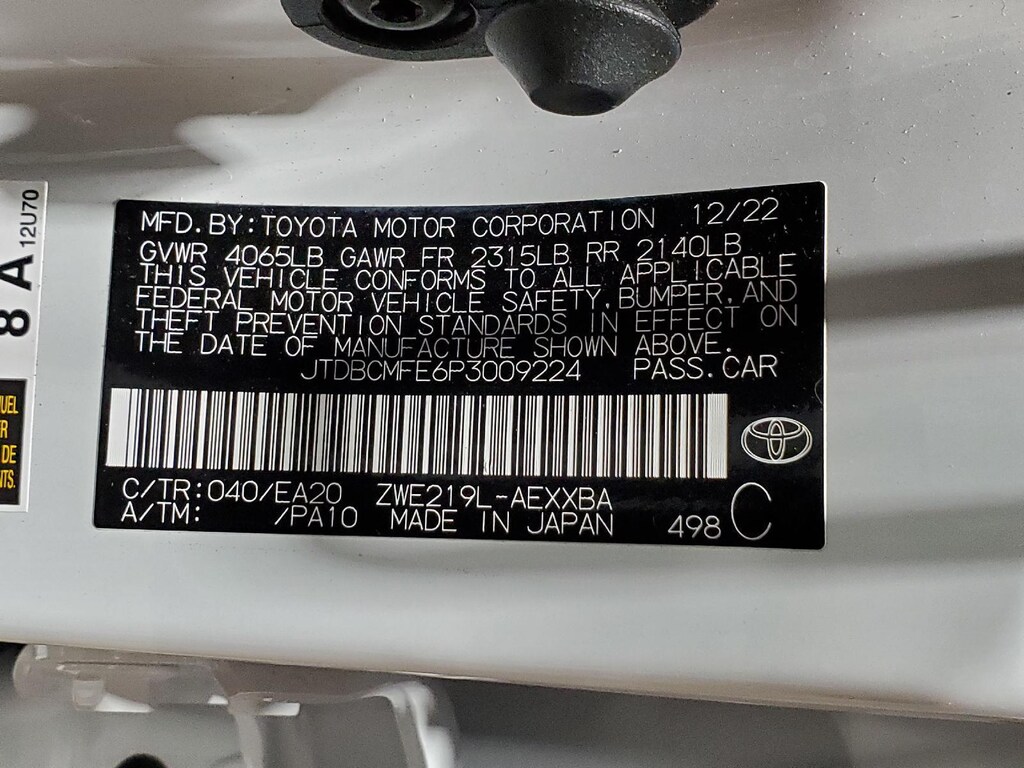 MFD. BY: TOYOTA MOTOR CORPORATION 12/22
GVWR 4065LB GAWR FR 2315LB RR 2140LB
THIS VEHICLE CONFORMS TO ALL APPLICABLE
FEDERAL MOTOR VEHICLE SAFETY, BUMPER, AND
THEFT PREVENTION STANDARDS IN EFFECT ON
THE DATE OF MANUFACTURE SHOWN ABOVE.
JTDBCMFE6P3009224 PASS.CAR
C/TR:040/EA20 ZWE219L-AEXXBA
A/TM: /PA10 MADE IN JAPAN 498 C
8 A 12U70
DE